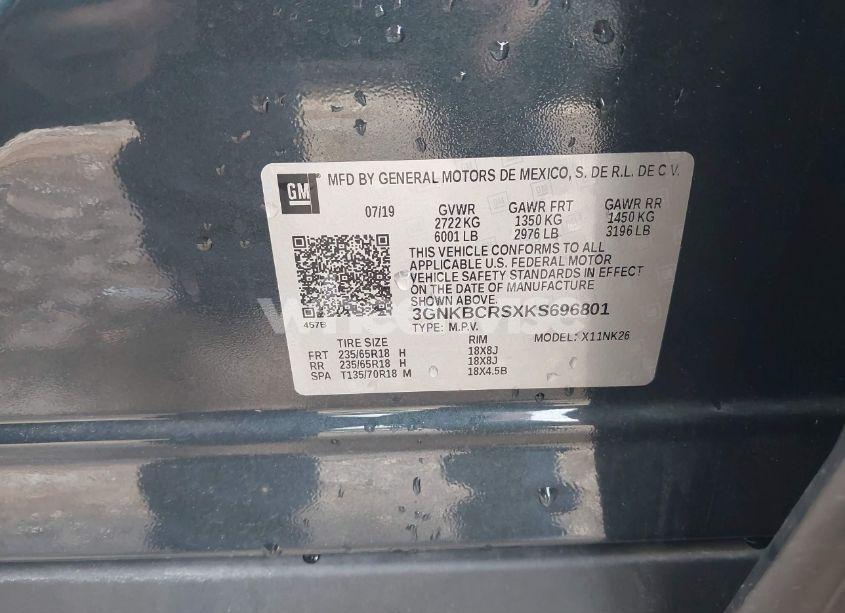 GM MFD BY GENERAL MOTORS DE MEXICO, S. DE R.L. DE C.V.
07/19 GVWR GAWR FRT GAWR RR
2722 KG 1350 KG 1450 KG
6001 LB 2976 LB 3196 LB
THIS VEHICLE CONFORMS TO ALL
APPLICABLE U.S. FEDERAL MOTOR
VEHICLE SAFETY STANDARDS IN EFFECT
ON THE DATE OF MANUFACTURE
SHOWN ABOVE.
3GNKBCRSXKS696801
457B TYPE: M.P.V. MODEL: X11NK26
TIRE SIZE RIM
FRT 235/65R18 H 18X8J
RR 235/65R18 H 18X8J
SPA T135/70R18 M 18X4.5B